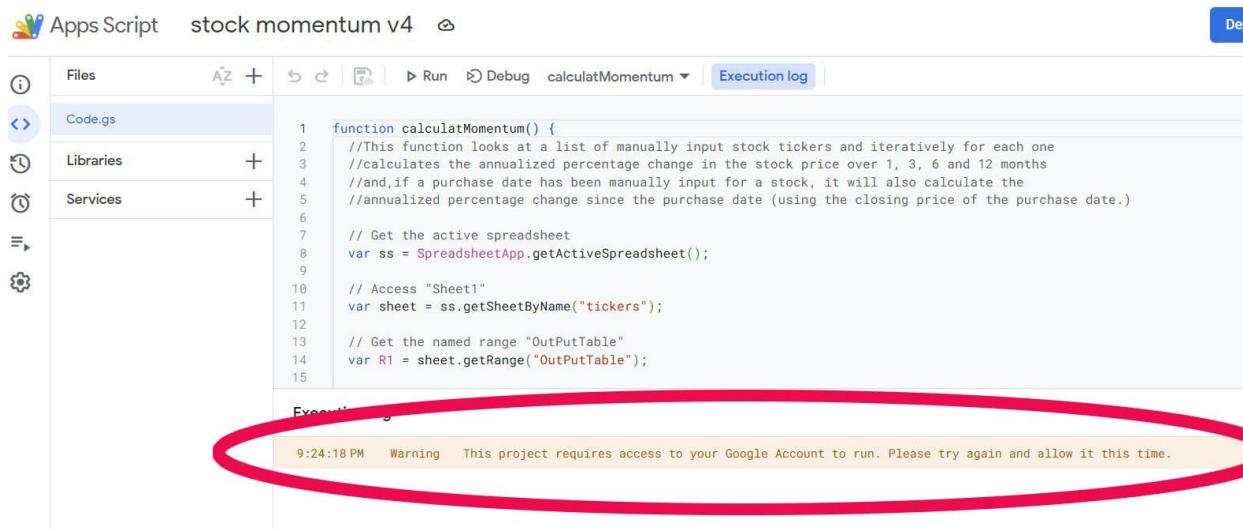 Apps Script stock momentum v4
Files
Run Debug calculatMomentum Execution log
Code.gs
Libraries
Services
1 function calculatMomentum() {
2 //This function looks at a list of manually input stock tickers and iteratively for each one
3 //calculates the annualized percentage change in the stock price over 1, 3, 6 and 12 months
4 //and,if a purchase date has been manually input for a stock, it will also calculate the
5 //annualized percentage change since the purchase date (using the closing price of the purchase date.)
6
7 // Get the active spreadsheet
8 var ss = SpreadsheetApp.getActiveSpreadsheet();
9
10 // Access "Sheet1"
11 var sheet = ss.getSheetByName("tickers");
12
13 // Get the named range "OutPutTable"
14 var R1 = sheet.getRange("OutPutTable");
15
9:24:18 PM Warning This project requires access to your Google Account to run. Please try again and allow it this time.